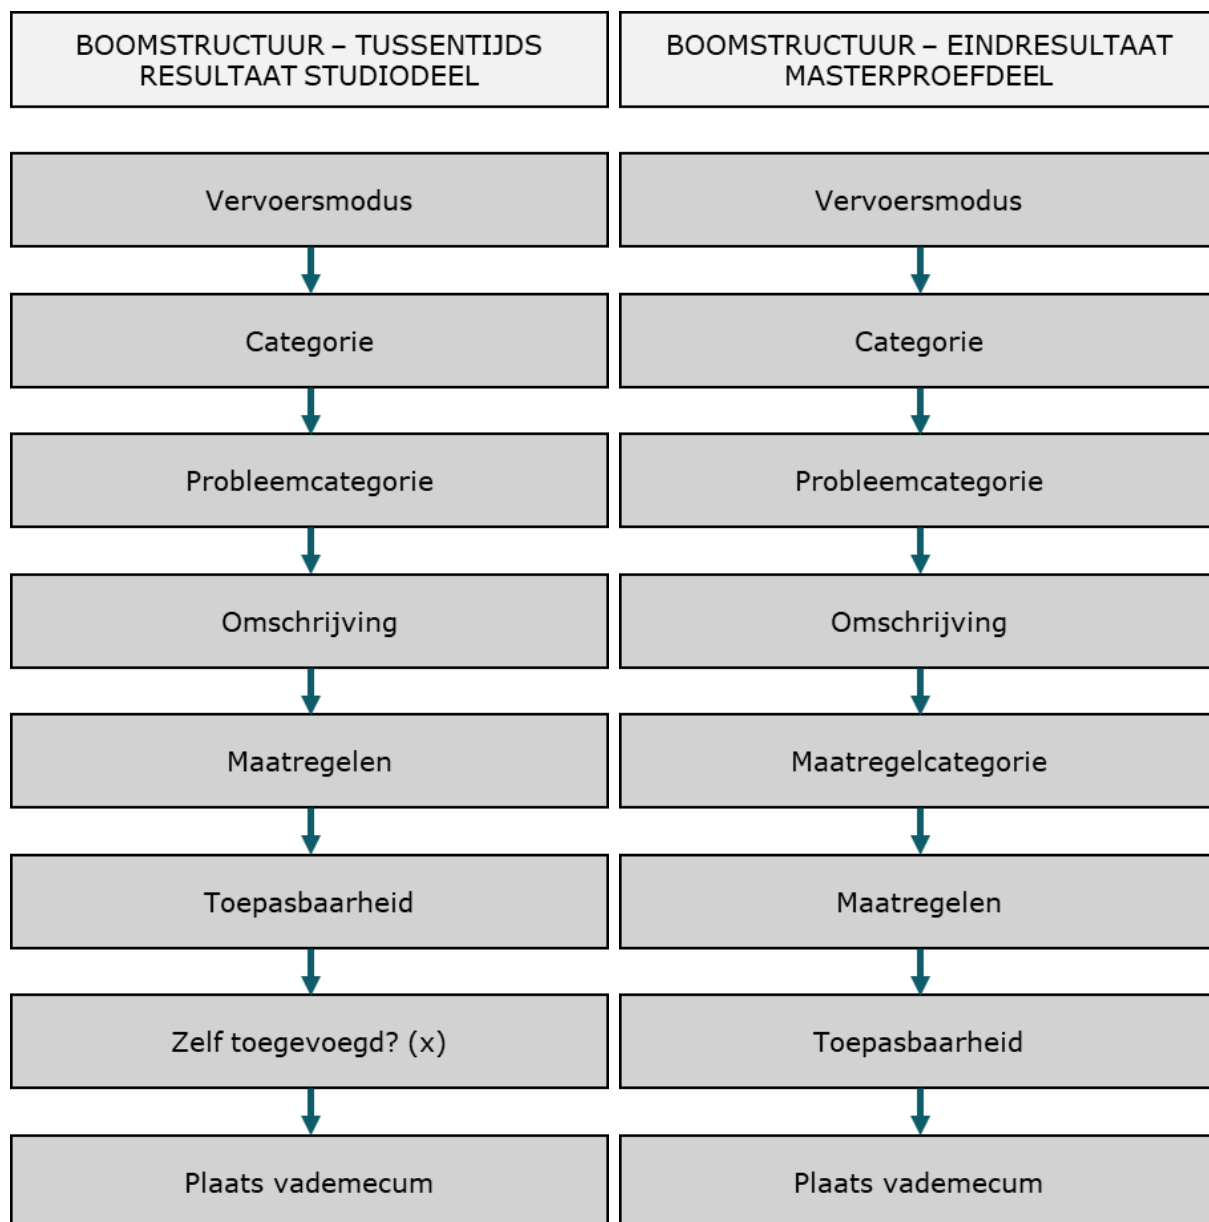 BOOMSTRUCTUUR – TUSSENTIJDS
RESULTAAT STUDIODEEL
Vervoersmodus
Categorie
Probleemcategorie
Omschrijving
Maatregelen
Toepasbaarheid
Zelf toegevoegd? (x)
Plaats vademecum
BOOMSTRUCTUUR – EINDRESULTAAT
MASTERPROEFDEEL
Vervoersmodus
Categorie
Probleemcategorie
Omschrijving
Maatregelcategorie
Maatregelen
Toepasbaarheid
Plaats vademecum